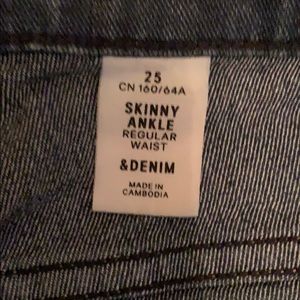 25
CN 160/64A
SKINNY
ANKLE
REGULAR
WAIST
&DENIM
MADE IN
CAMBODIA